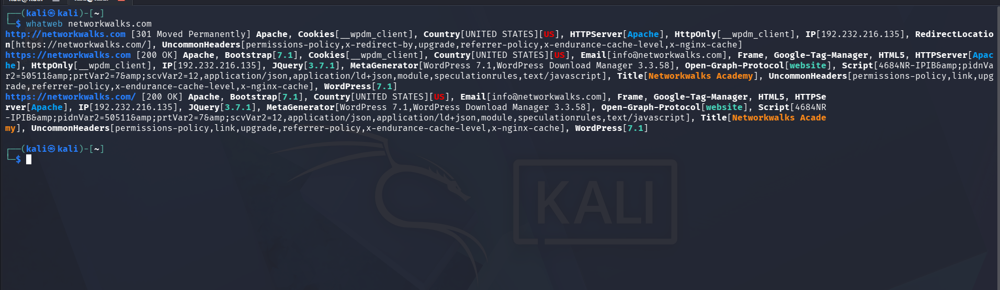 ┌──(kali㉿kali)-[~]
└─$ whatweb networkwalks.com
http://networkwalks.com [301 Moved Permanently] Apache, Cookies[__wpdm_client], Country[UNITED STATES][US], HTTPServer[Apache], HttpOnly[__wpdm_client], IP[192.232.216.135], RedirectLocatio
n[https://networkwalks.com/], UncommonHeaders[permissions-policy,x-redirect-by,upgrade,referrer-policy,x-endurance-cache-level,x-nginx-cache]
https://networkwalks.com [200 OK] Apache, Bootstrap[7.1], Cookies[__wpdm_client], Country[UNITED STATES][US], Email[info@networkwalks.com], Frame, Google-Tag-Manager, HTML5, HTTPServer[Apac
he], HttpOnly[__wpdm_client], IP[192.232.216.135], JQuery[3.7.1], MetaGenerator[WordPress 7.1,WordPress Download Manager 3.3.58], Open-Graph-Protocol[website], Script[4684NR-IPIB&amp;pidnVa
r2=50511&amp;prtVar2=7&amp;scvVar2=12,application/json,application/ld+json,module,speculationrules,text/javascript], Title[Networkwalks Academy], UncommonHeaders[permissions-policy,link,upg
rade,referrer-policy,x-endurance-cache-level,x-nginx-cache], WordPress[7.1]
https://networkwalks.com/ [200 OK] Apache, Bootstrap[7.1], Country[UNITED STATES][US], Email[info@networkwalks.com], Frame, Google-Tag-Manager, HTML5, HTTPSe
rver[Apache], IP[192.232.216.135], JQuery[3.7.1], MetaGenerator[WordPress 7.1,WordPress Download Manager 3.3.58], Open-Graph-Protocol[website], Script[4684NR
-IPIB&amp;pidnVar2=50511&amp;prtVar2=7&amp;scvVar2=12,application/json,application/ld+json,module,speculationrules,text/javascript], Title[Networkwalks Acade
my], UncommonHeaders[permissions-policy,link,upgrade,referrer-policy,x-endurance-cache-level,x-nginx-cache], WordPress[7.1]
┌──(kali㉿kali)-[~]
└─$
KALI